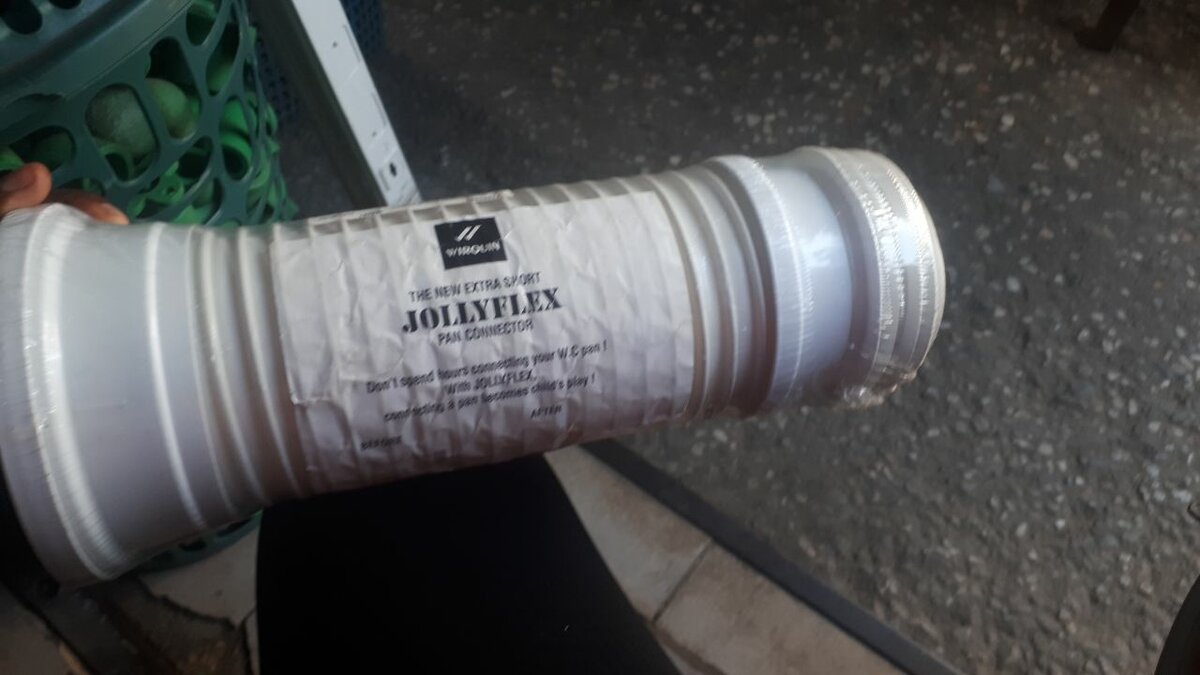 WIRQUIN
THE NEW EXTRA SHORT
JOLLYFLEX
PAN CONNECTOR
Don't spend hours connecting your W.C pan !
With JOLLYFLEX,
connecting a pan becomes child's play !
AFTER
BEFORE